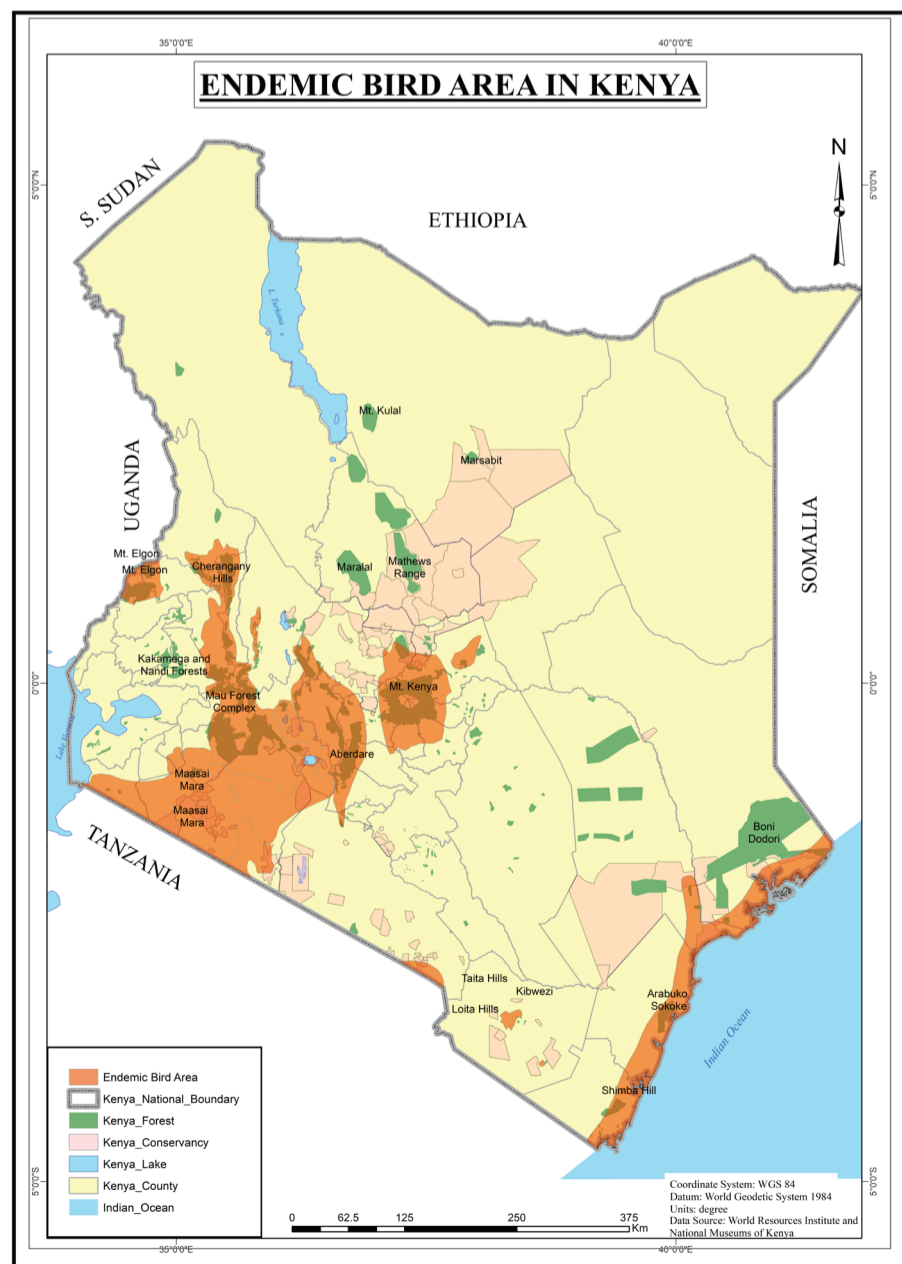 35°0'0"E
40°0'0"E
ENDEMIC BIRD AREA IN KENYA
N
5°0'0"N
5°0'0"N
S. SUDAN
ETHIOPIA
L. Turkana
Mt. Kulal
UGANDA
Marsabit
SOMALIA
Mt. Elgon
Mt. Elgon
Cherangany
Hills
Maralal
Mathews
Range
Kakamega and
Nandi Forests
0°0'0"
0°0'0"
Mt. Kenya
Mau Forest
Complex
Lake
Aberdare
Maasai
Mara
Maasai
Mara
Boni
Dodori
TANZANIA
Taita Hills
Kibwezi
Loita Hills
Arabuko
Sokoke
Indian Ocean
Shimba Hill
Endemic Bird Area
Kenya_National_Boundary
Kenya_Forest
Kenya_Conservancy
Kenya_Lake
Kenya_County
Indian_Ocean
5°0'0"S
5°0'0"S
0 62.5 125 250 375
Km
Coordinate System: WGS 84
Datum: World Geodetic System 1984
Units: degree
Data Source: World Resources Institute and
National Museums of Kenya
35°0'0"E
40°0'0"E